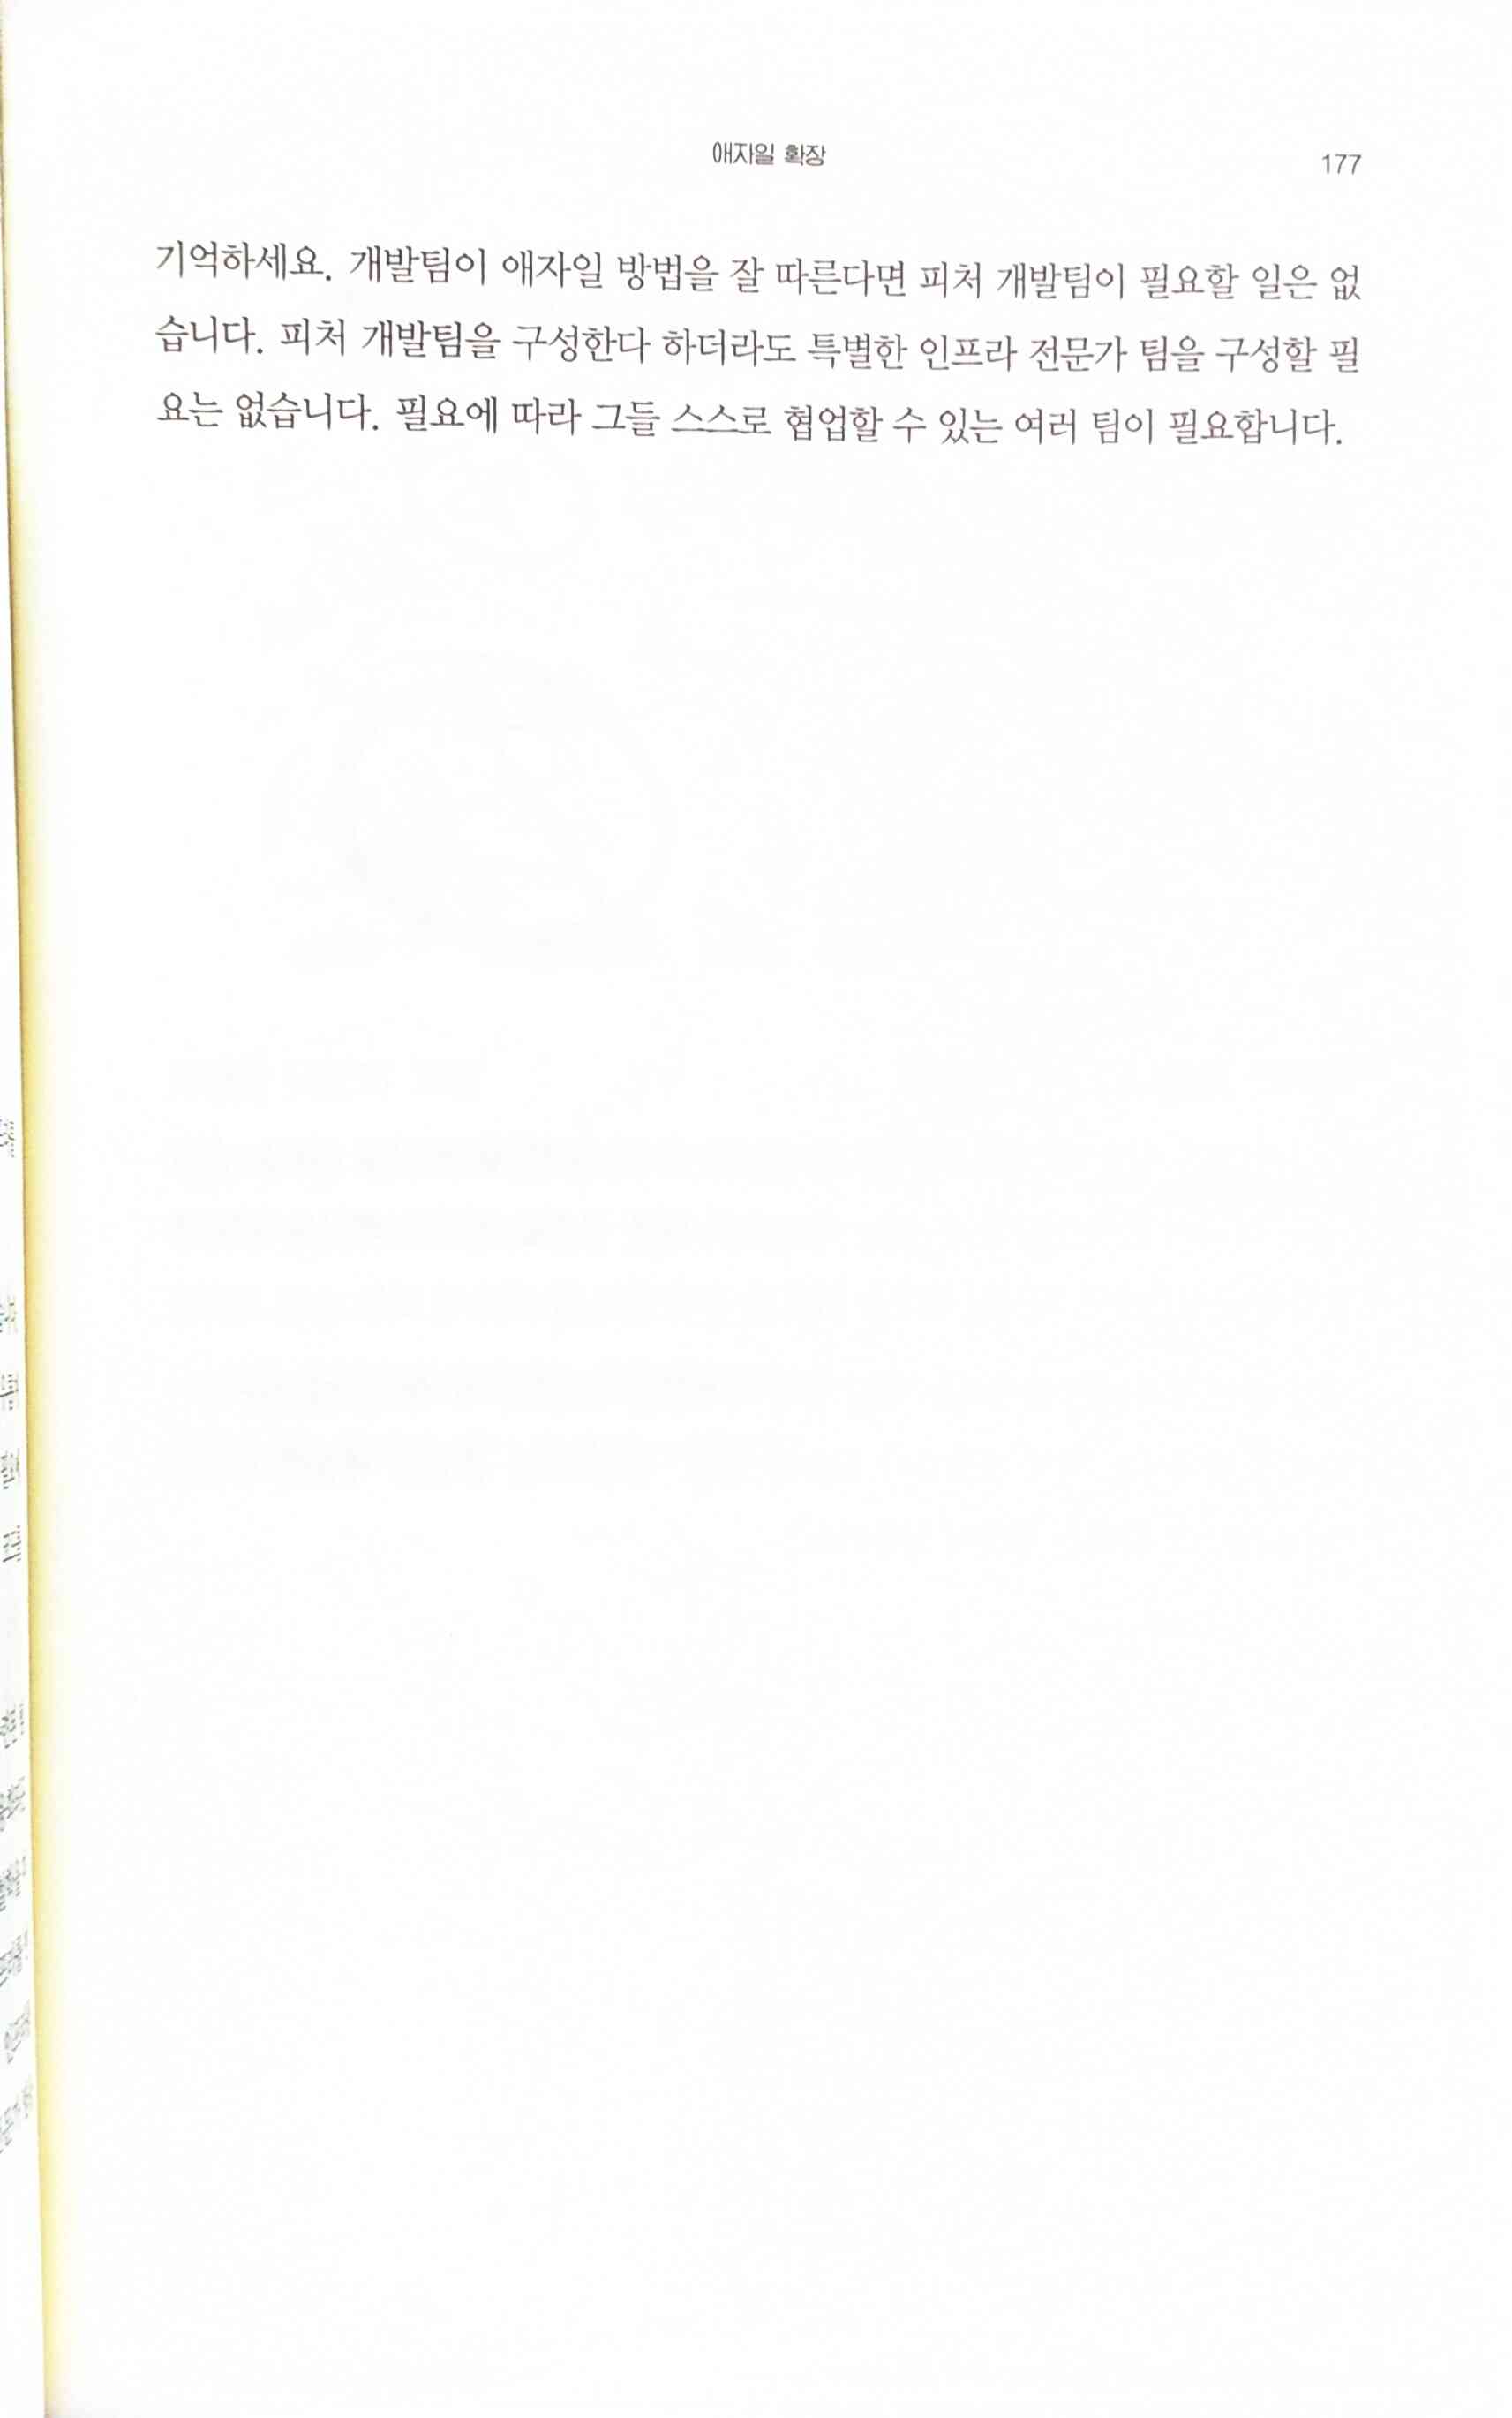 애자일 확장
177
기억하세요. 개발팀이 애자일 방법을 잘 따른다면 피처 개발팀이 필요할 일은 없
습니다. 피처 개발팀을 구성한다 하더라도 특별한 인프라 전문가 팀을 구성할 필
요는 없습니다. 필요에 따라 그들 스스로 협업할 수 있는 여러 팀이 필요합니다.